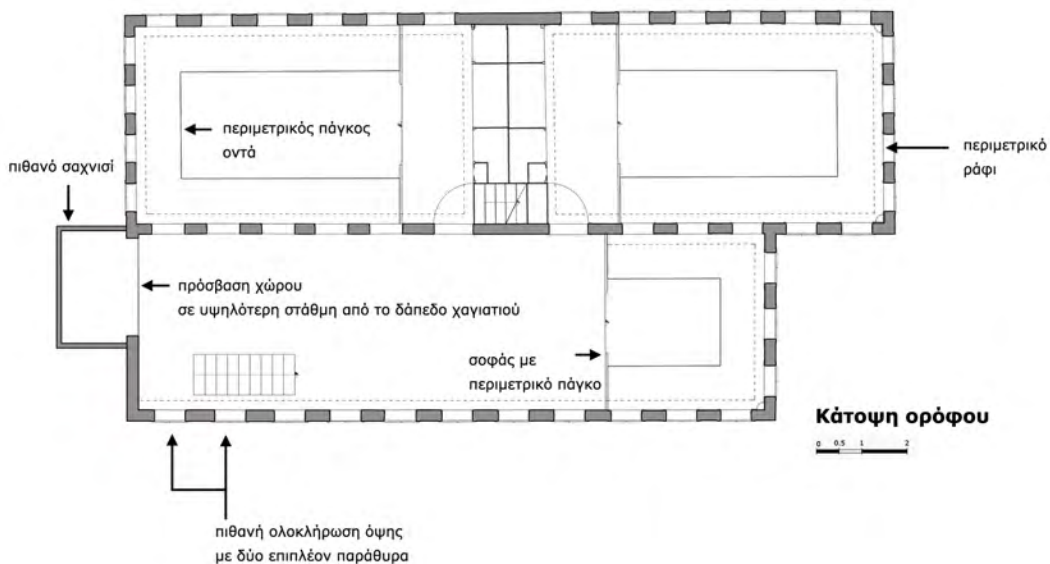 περιμετρικός πάγκος
οντά
πιθανό σαχνισί
περιμετρικό
ράφι
πρόσβαση χώρου
σε υψηλότερη στάθμη από το δάπεδο χαγιατιού
σοφάς με
περιμετρικό πάγκο
Κάτοψη ορόφου
0 0.5 1 2
πιθανή ολοκλήρωση όψης
με δύο επιπλέον παράθυρα